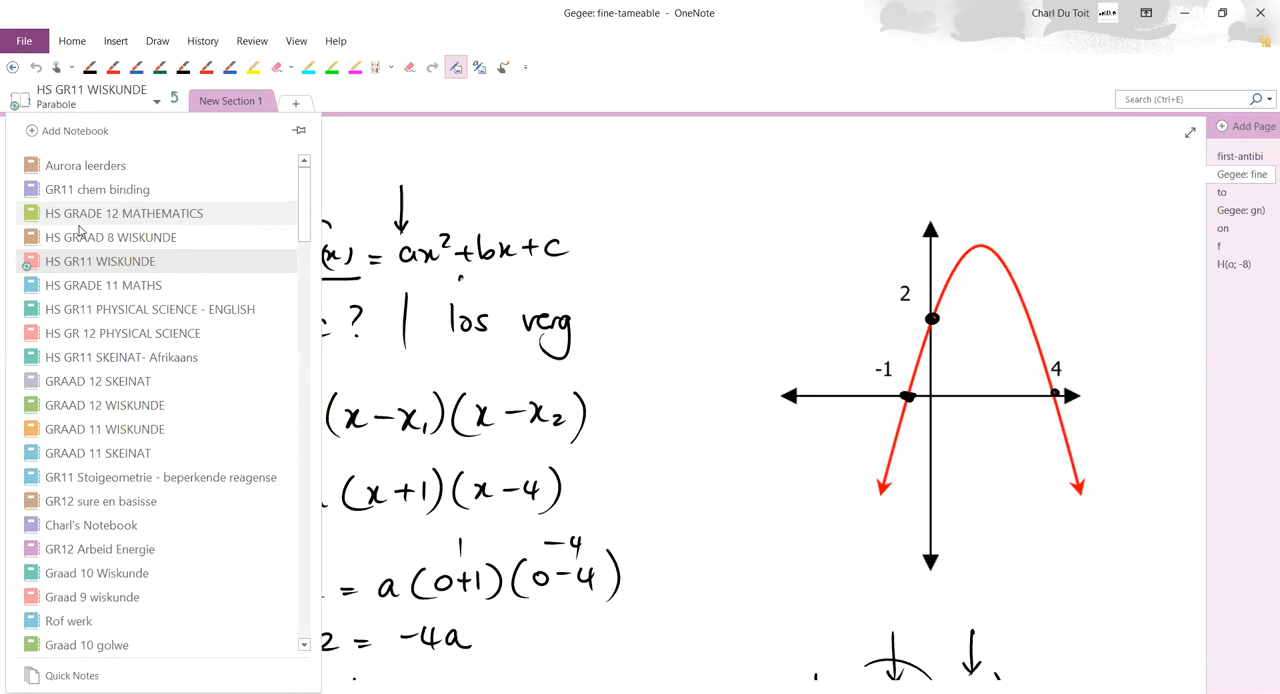 Gegee: fine-tameable - OneNote
Charl Du Toit
File Home Insert Draw History Review View Help
HS GR11 WISKUNDE
Parabole
New Section 1
Search (Ctrl+E)
Add Notebook
Aurora leerders
GR11 chem binding
HS GRADE 12 MATHEMATICS
HS GRAAD 8 WISKUNDE
HS GR11 WISKUNDE
HS GRADE 11 MATHS
HS GR11 PHYSICAL SCIENCE - ENGLISH
HS GR 12 PHYSICAL SCIENCE
HS GR11 SKEINAT- Afrikaans
GRAAD 12 SKEINAT
GRAAD 12 WISKUNDE
GRAAD 11 WISKUNDE
GRAAD 11 SKEINAT
GR11 Stoigeometrie - beperkende reagense
GR12 sure en basisse
Charl's Notebook
GR12 Arbeid Energie
Graad 10 Wiskunde
Graad 9 wiskunde
Rof werk
Graad 10 golwe
Quick Notes
(x) = ax² + bx + c
? | los verg
(x - x₁)(x - x₂)
(x+1)(x-4)
1 -4
= a(0+1)(0-4)
2 = -4a
2
-1
4
Add Page
first-antibi
Gegee: fine
to
Gegee: gn)
on
f
H(o; -8)